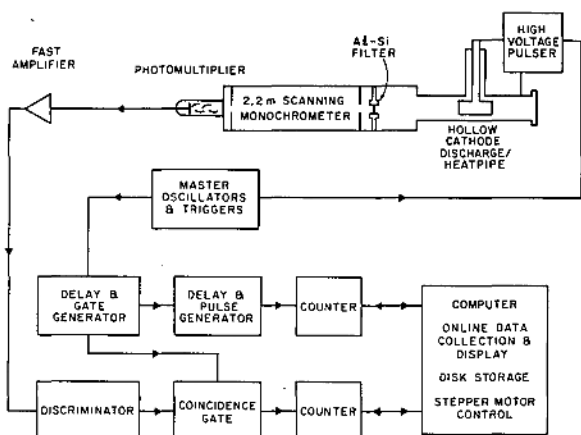 HIGH
VOLTAGE
PULSER
Aℓ-Si
FILTER
FAST
AMPLIFIER
PHOTOMULTIPLIER
2,2 m SCANNING
MONOCHROMETER
HOLLOW
CATHODE
DISCHARGE/
HEATPIPE
MASTER
OSCILLATORS
& TRIGGERS
DELAY &
GATE
GENERATOR
DELAY &
PULSE
GENERATOR
COUNTER
COMPUTER
ONLINE DATA
COLLECTION &
DISPLAY
DISK STORAGE
STEPPER MOTOR
CONTROL
DISCRIMINATOR
COINCIDENCE
GATE
COUNTER